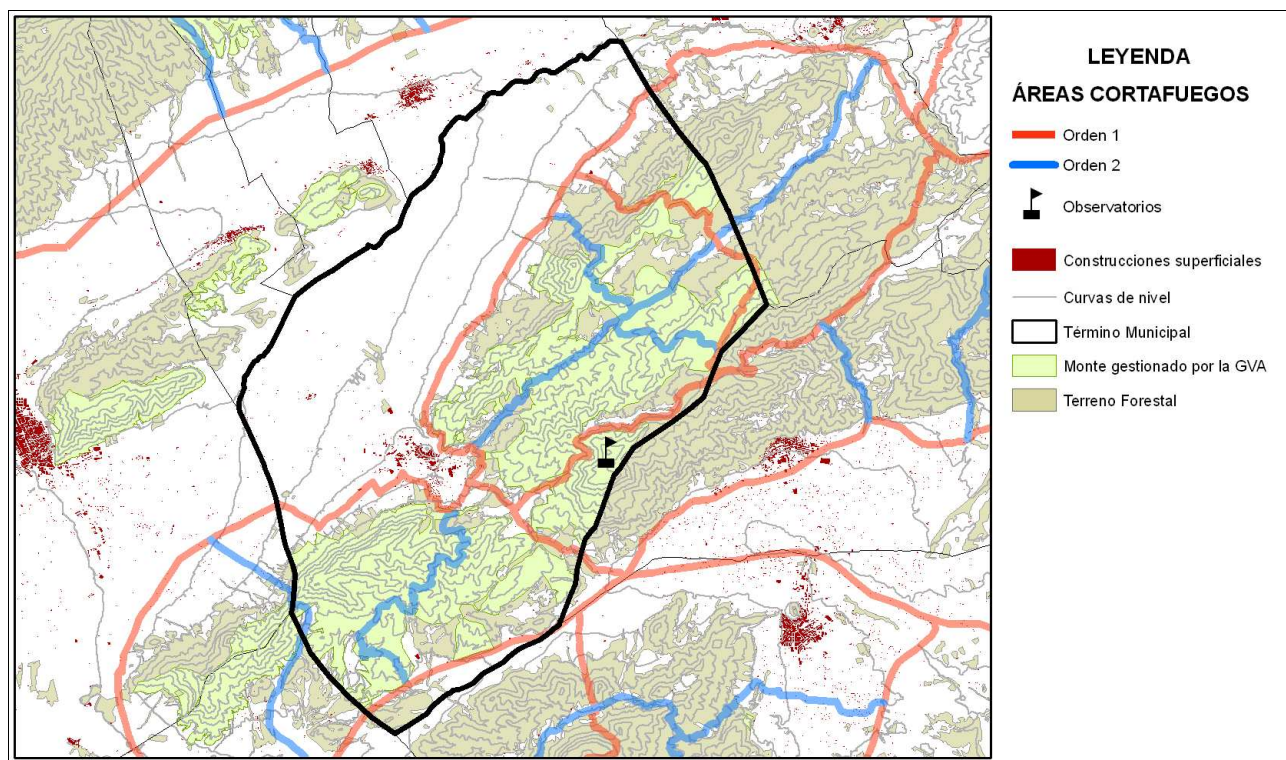 LEYENDA
ÁREAS CORTAFUEGOS
Orden 1
Orden 2
Observatorios
Construcciones superficiales
Curvas de nivel
Término Municipal
Monte gestionado por la GVA
Terreno Forestal